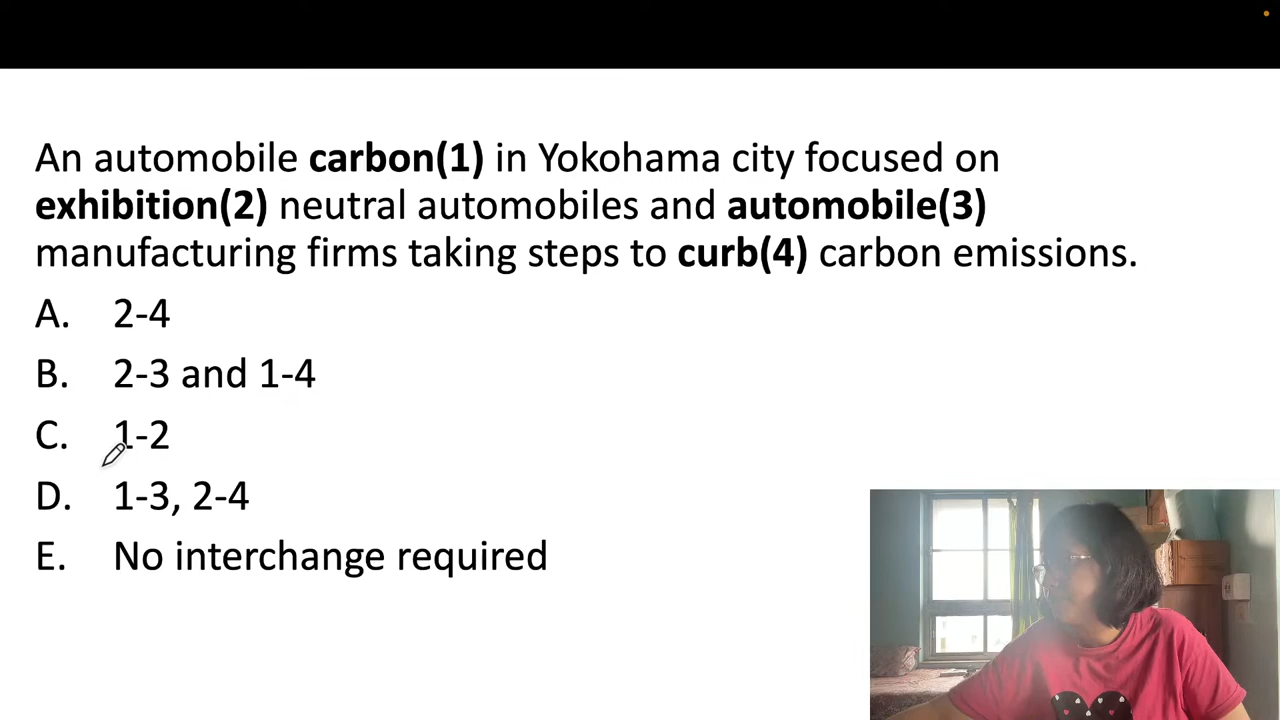 An automobile carbon(1) in Yokohama city focused on
exhibition(2) neutral automobiles and automobile(3)
manufacturing firms taking steps to curb(4) carbon emissions.
A. 2-4
B. 2-3 and 1-4
C. 1-2
D. 1-3, 2-4
E. No interchange required